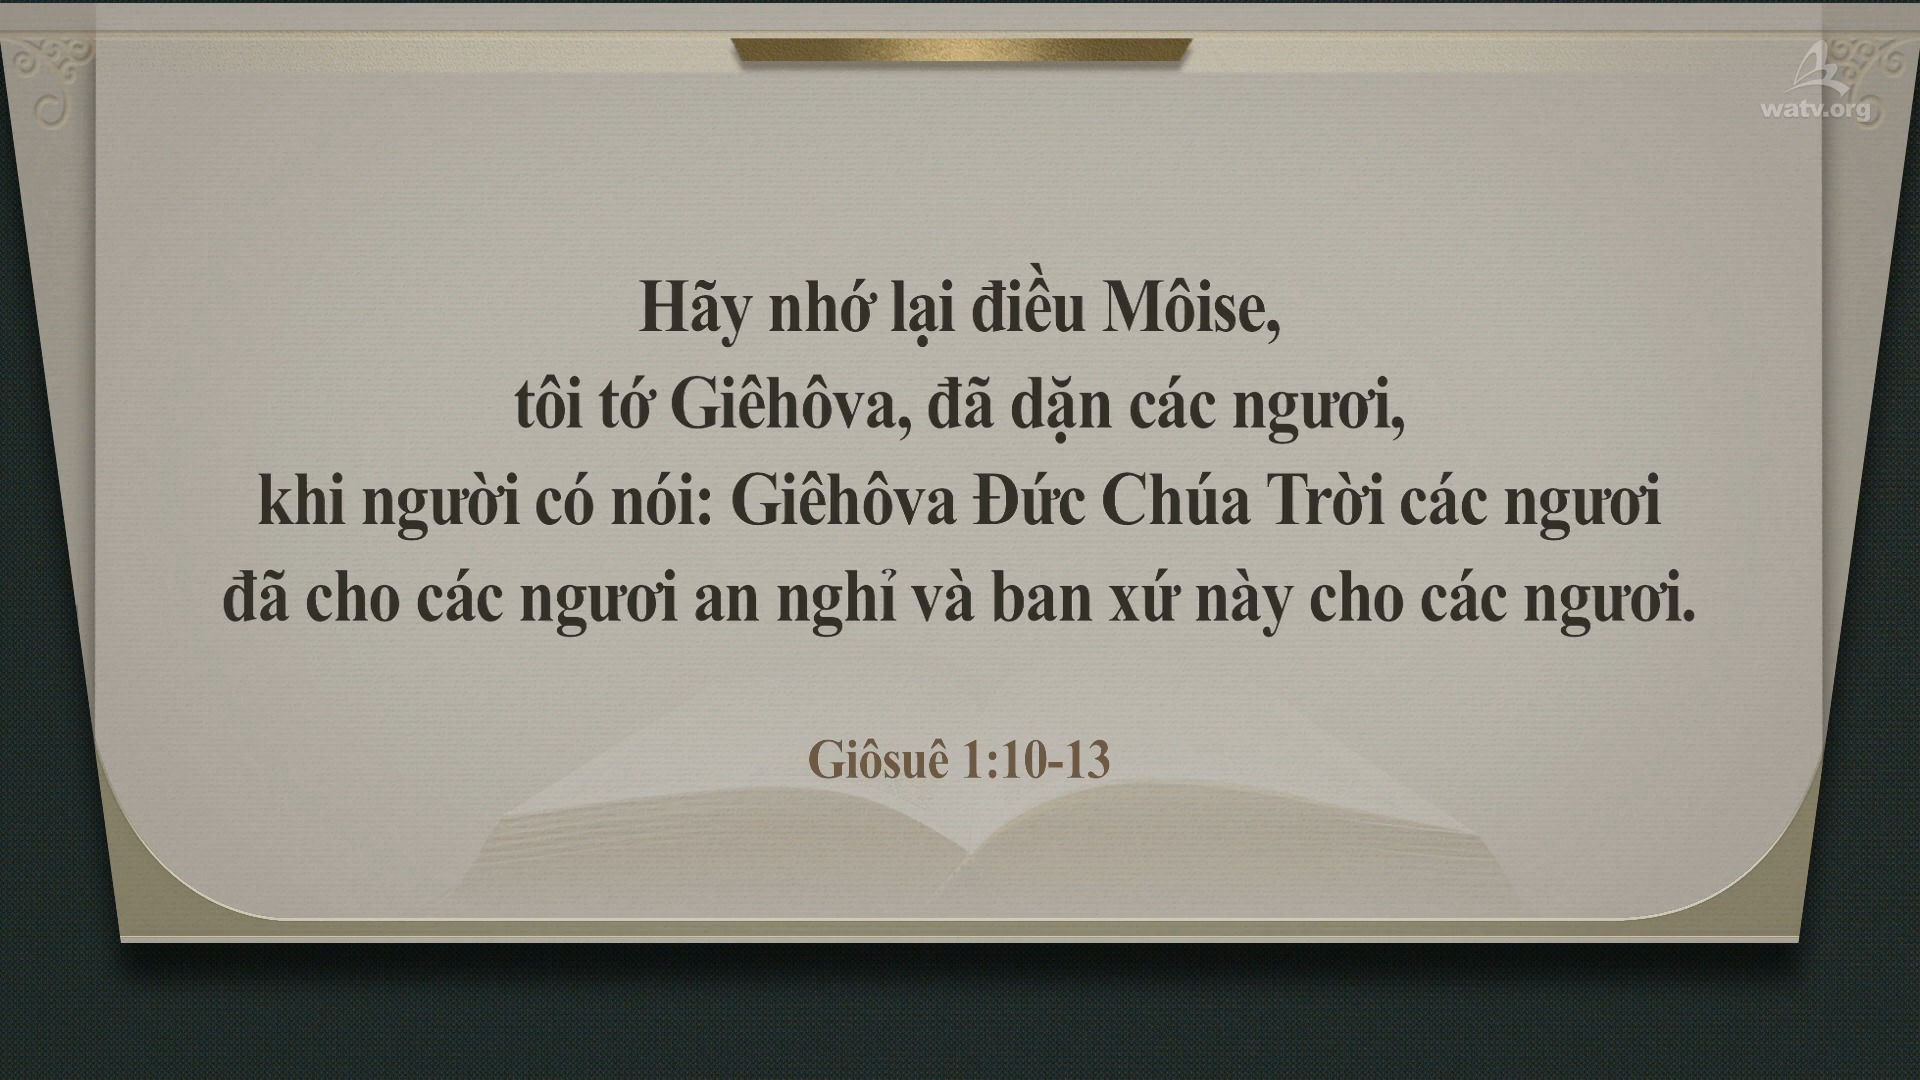 watv.org
Hãy nhớ lại điều Môise,
tôi tớ Giêhôva, đã dặn các ngươi,
khi người có nói: Giêhôva Đức Chúa Trời các ngươi
đã cho các ngươi an nghỉ và ban xứ này cho các ngươi.
Giôsuê 1:10-13